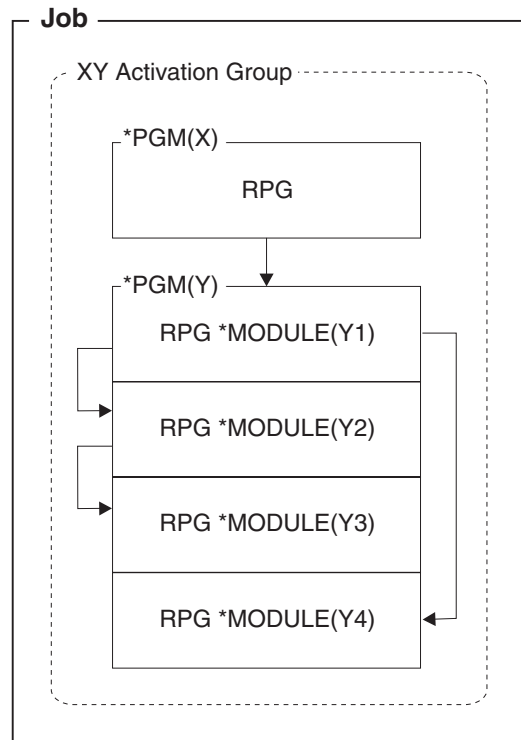 Job
XY Activation Group
*PGM(X)
RPG
*PGM(Y)
RPG *MODULE(Y1)
RPG *MODULE(Y2)
RPG *MODULE(Y3)
RPG *MODULE(Y4)